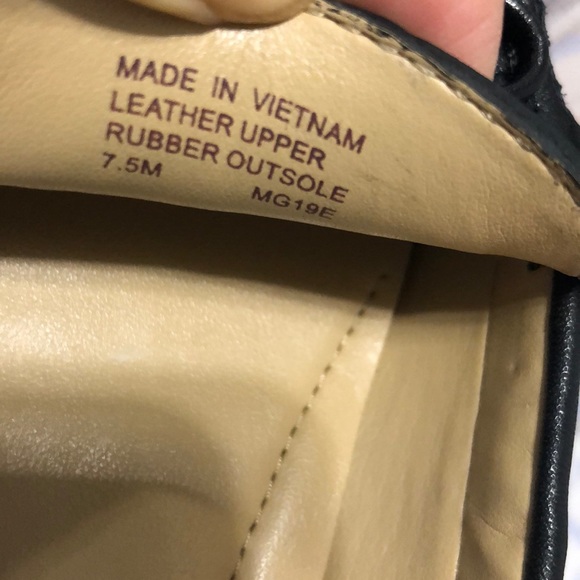 MADE IN VIETNAM
LEATHER UPPER
RUBBER OUTSOLE
7.5M MG19E